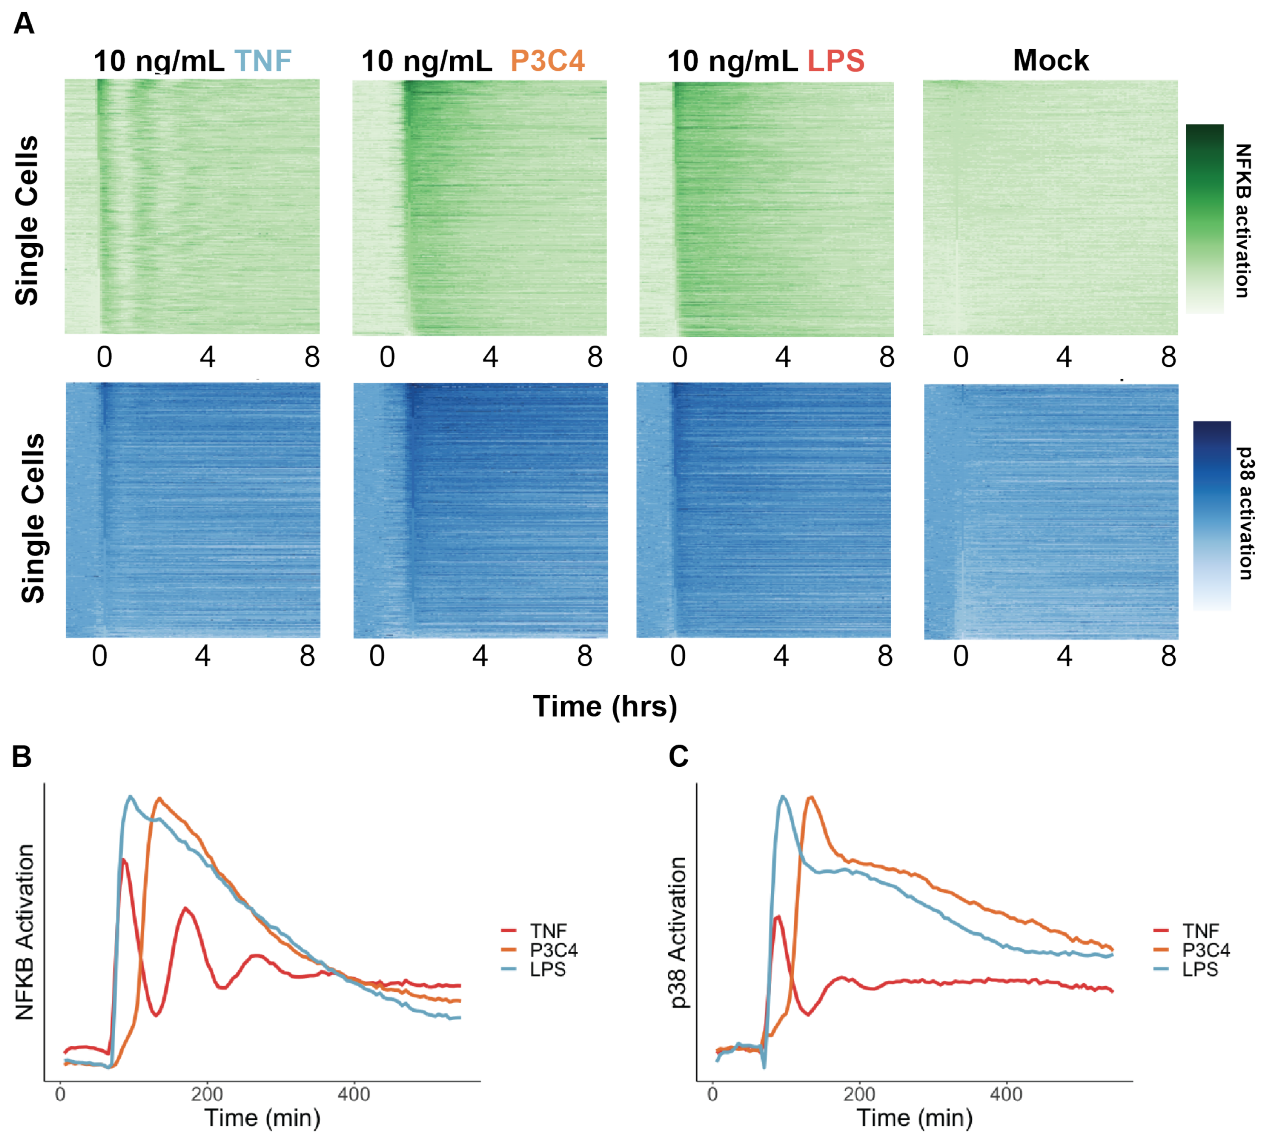 A
10 ng/mL TNF
10 ng/mL P3C4
10 ng/mL LPS
Mock
Single Cells
NFKB activation
0 4 8
0 4 8
0 4 8
0 4 8
Single Cells
p38 activation
0 4 8
0 4 8
0 4 8
0 4 8
Time (hrs)
B
NFKB Activation
TNF
P3C4
LPS
0 200 400
Time (min)
C
p38 Activation
TNF
P3C4
LPS
0 200 400
Time (min)